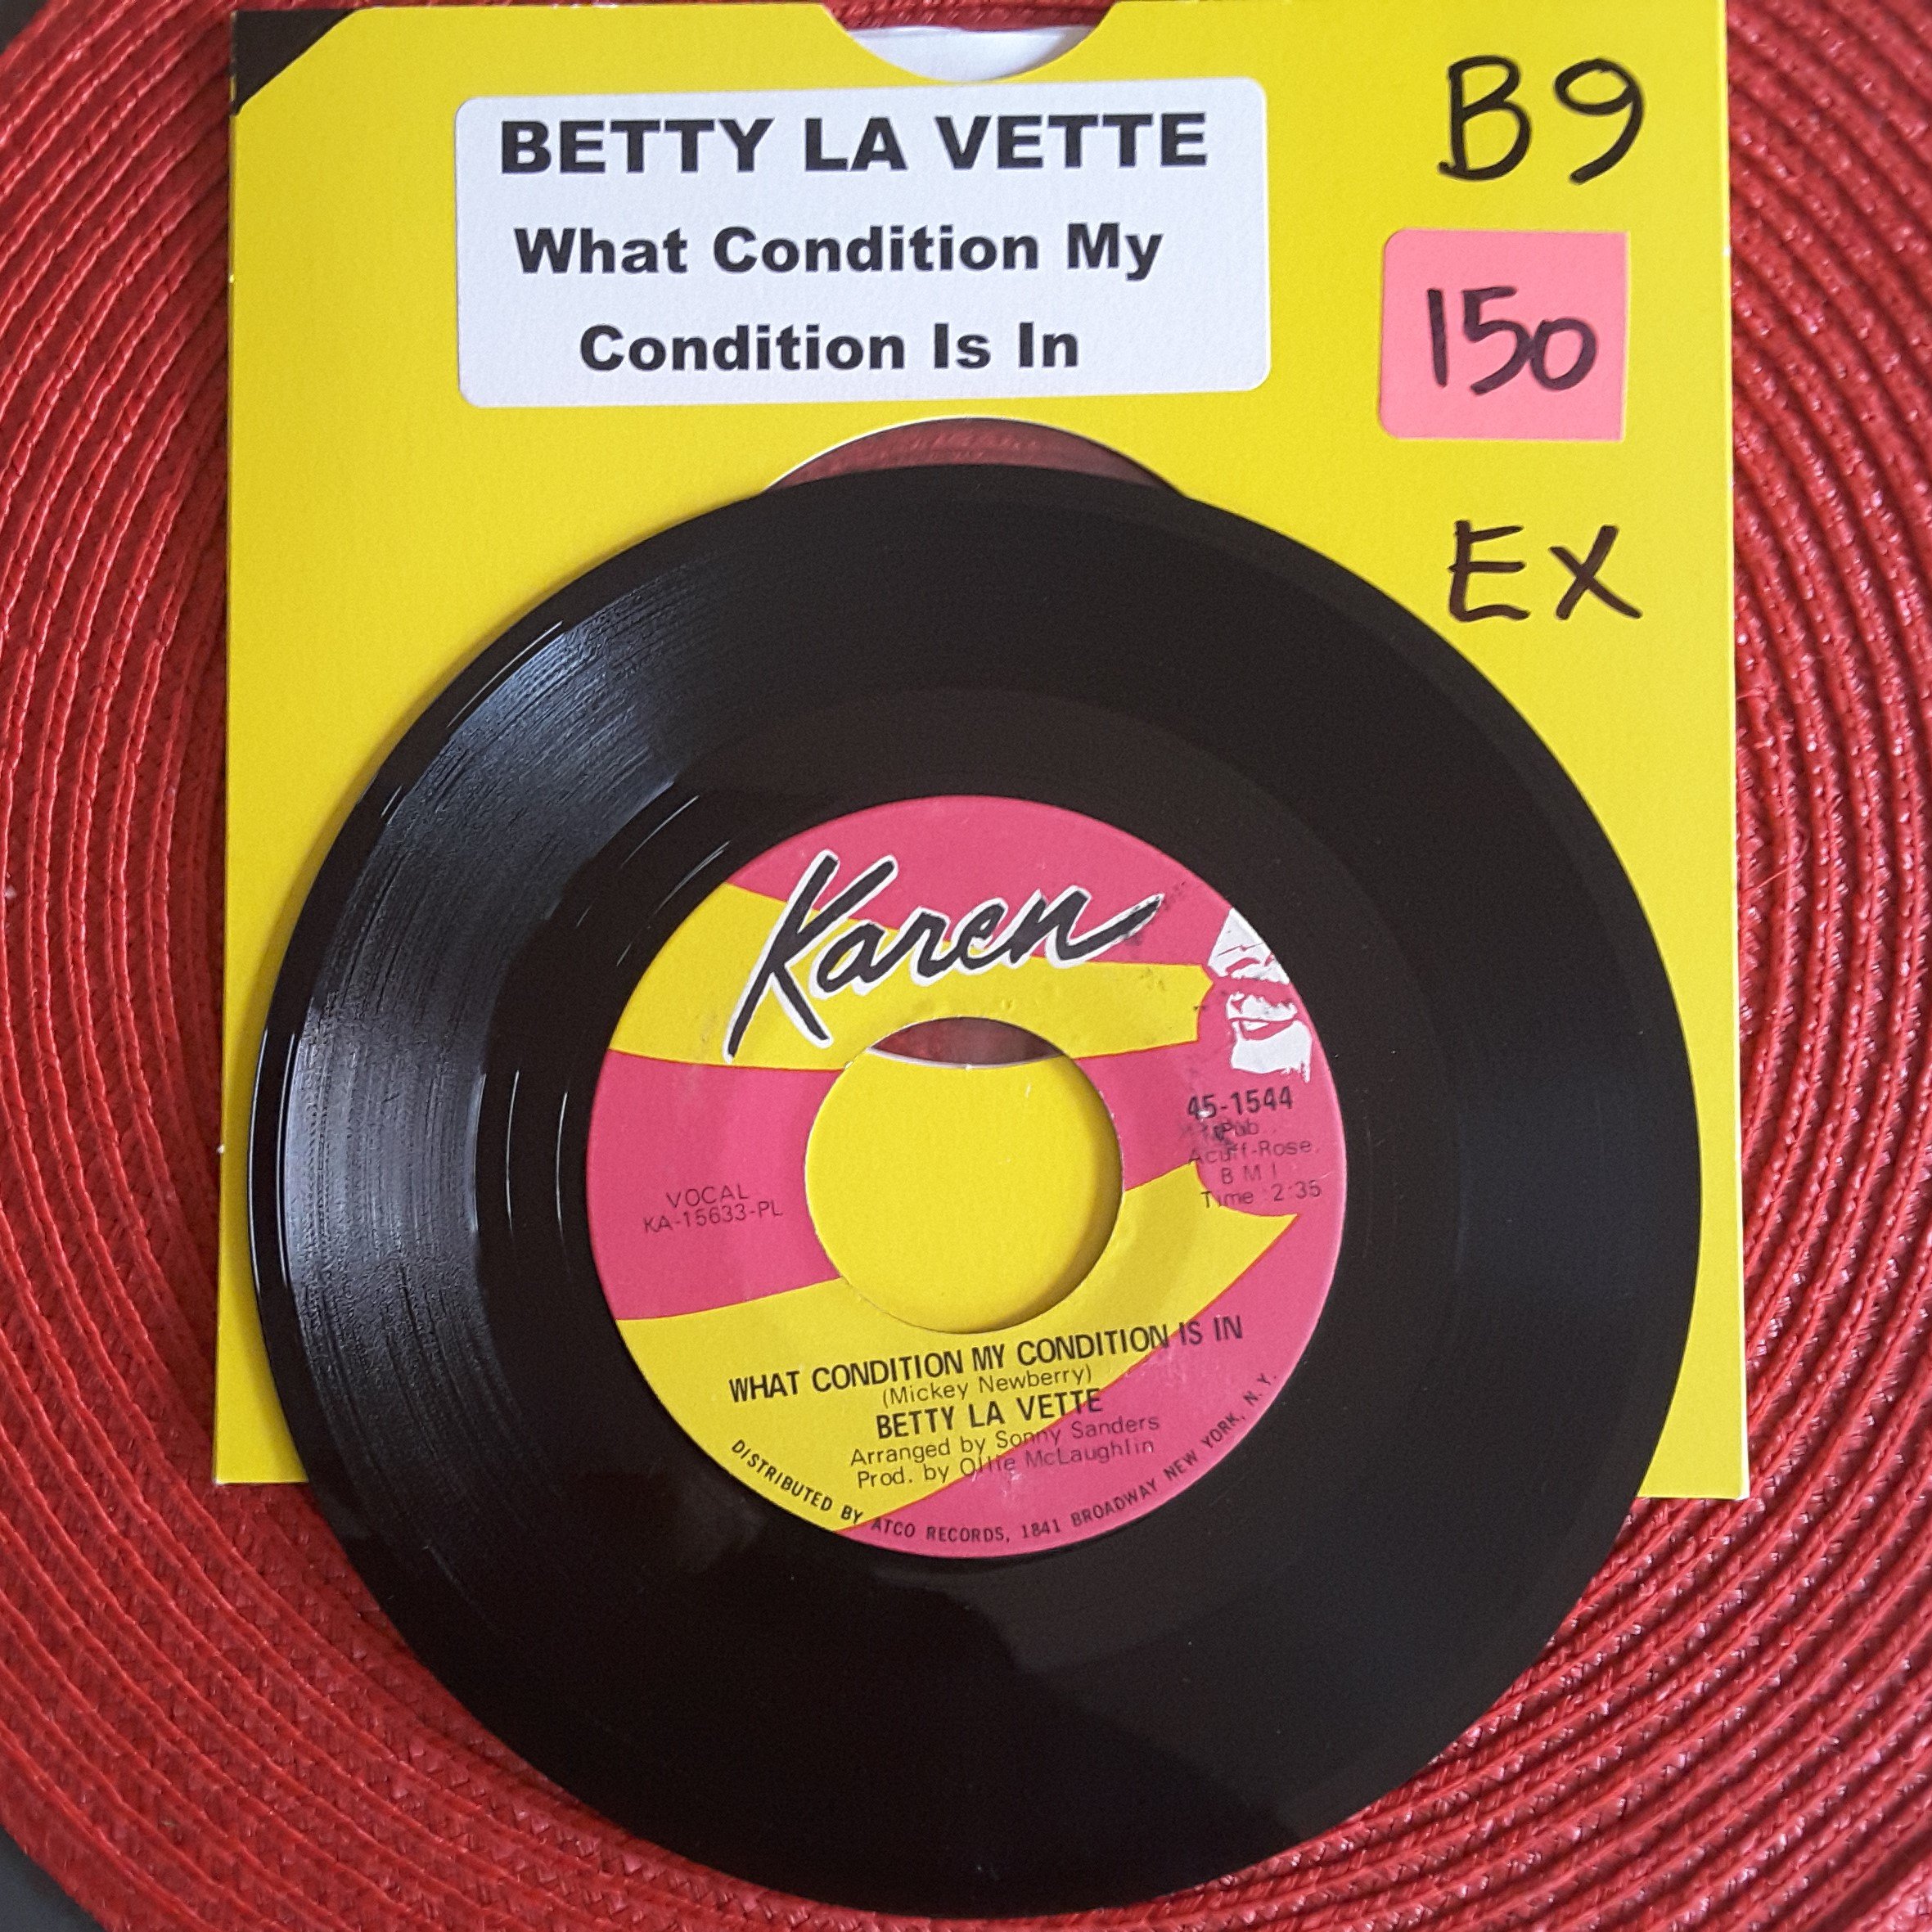 BETTY LA VETTE
What Condition My
Condition Is In
B9
150
EX
Karen
45-1544
Pub.
Acuff-Rose,
B M I
Time : 2:35
VOCAL
KA-15633-PL
WHAT CONDITION MY CONDITION IS IN
(Mickey Newberry)
BETTY LA VETTE
Arranged by Sonny Sanders
Prod. by Ollie McLaughlin
DISTRIBUTED BY ATCO RECORDS, 1841 BROADWAY NEW YORK, N. Y.